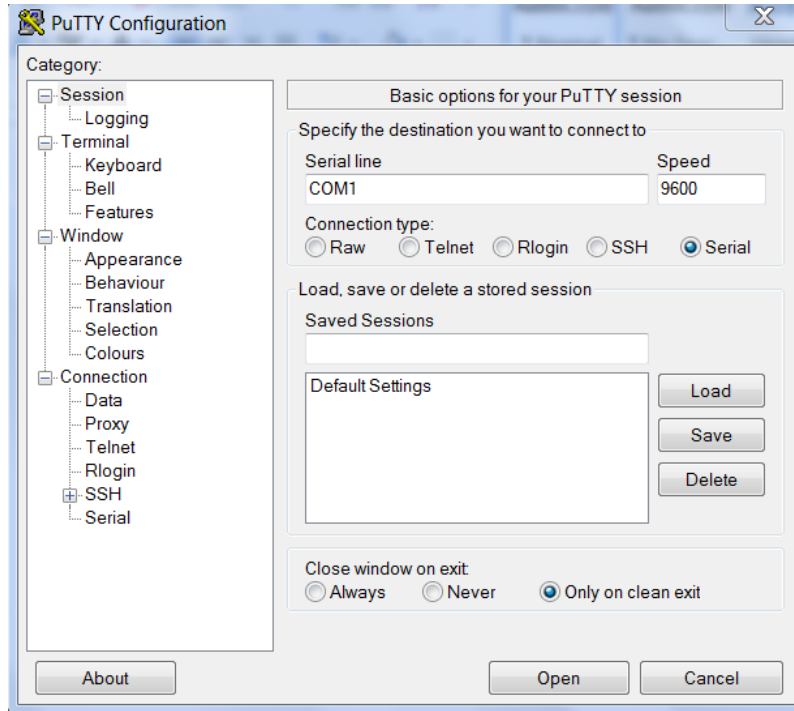 PuTTY Configuration
Category:
Session
Logging
Terminal
Keyboard
Bell
Features
Window
Appearance
Behaviour
Translation
Selection
Colours
Connection
Data
Proxy
Telnet
Rlogin
SSH
Serial
Basic options for your PuTTY session
Specify the destination you want to connect to
Serial line Speed
COM1 9600
Connection type:
Raw Telnet Rlogin SSH Serial
Load, save or delete a stored session
Saved Sessions
Default Settings
Load
Save
Delete
Close window on exit:
Always Never Only on clean exit
About Open Cancel